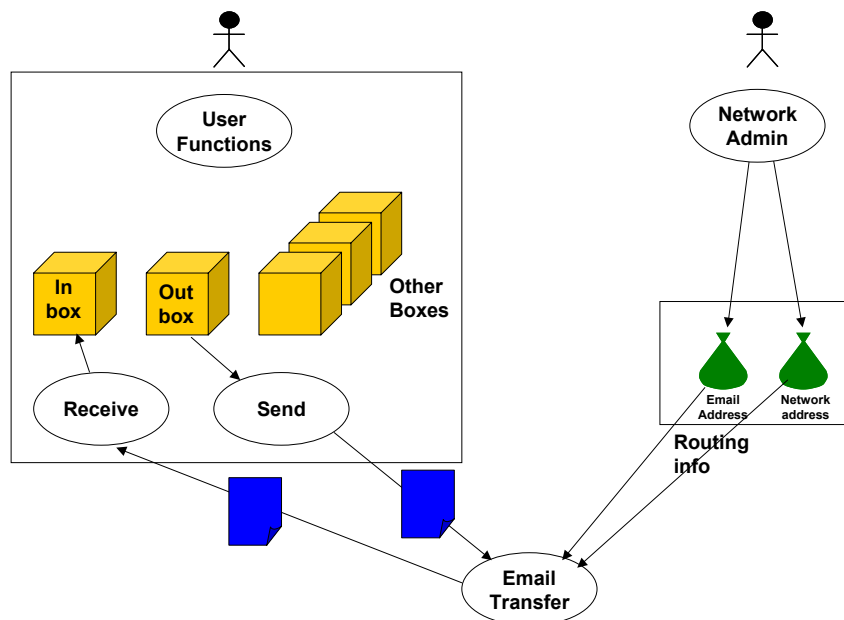 User
Functions
Network
Admin
In
box
Out
box
Other
Boxes
Receive
Send
Email
Address
Network
address
Routing
info
Email
Transfer